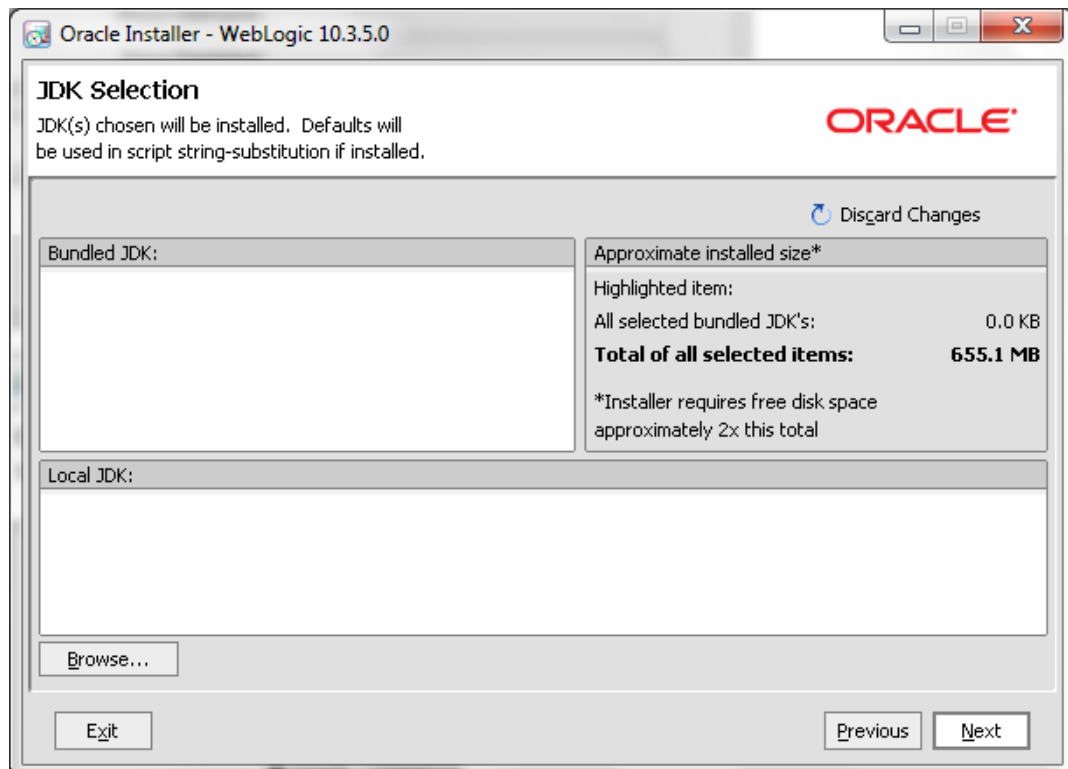 Oracle Installer - WebLogic 10.3.5.0
JDK Selection
JDK(s) chosen will be installed. Defaults will
be used in script string-substitution if installed.
ORACLE
Discard Changes
Bundled JDK:
Approximate installed size*
Highlighted item:
All selected bundled JDK's: 0.0 KB
Total of all selected items: 655.1 MB
*Installer requires free disk space
approximately 2x this total
Local JDK:
Browse...
Exit
Previous
Next